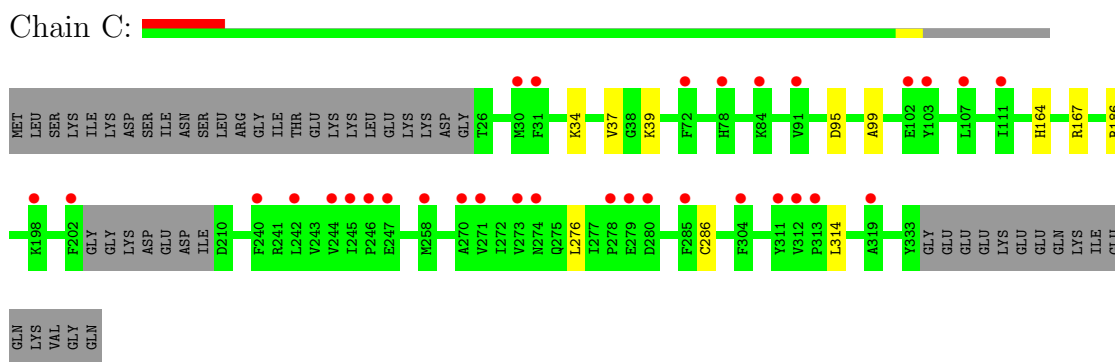 Chain C:
MET LEU SER LYS ILE LYS ASP SER ILE ASN SER LEU ARG GLY ILE THR GLU LYS LYS LEU GLU LYS LYS ASP GLY T26 M30 F31 K34 V37 G38 K39 F72 H78 K84 V91 D95 A99 E102 Y103 L107 I111 H164 R167
K198 F202 GLY GLY LYS ASP GLU ASP ILE D210 F240 R241 L242 V243 V244 I245 P246 E247 M258 A270 V271 I272 V273 N274 Q275 L276 I277 P278 E279 D280 F285 C286 F304 Y311 V312 P313 L314 A319 Y333 GLY GLU GLU GLU LYS GLU GLU GLN LYS ILE
GLN LYS VAL GLY GLN